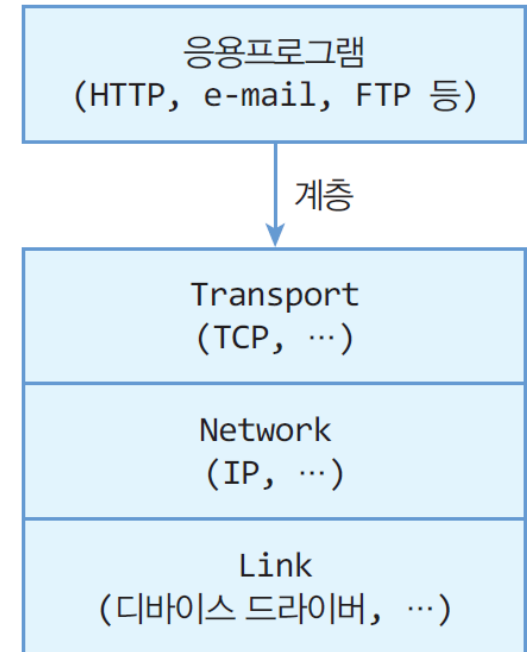 응용프로그램
(HTTP, e-mail, FTP 등)
계층
Transport
(TCP, …)
Network
(IP, …)
Link
(디바이스 드라이버, …)